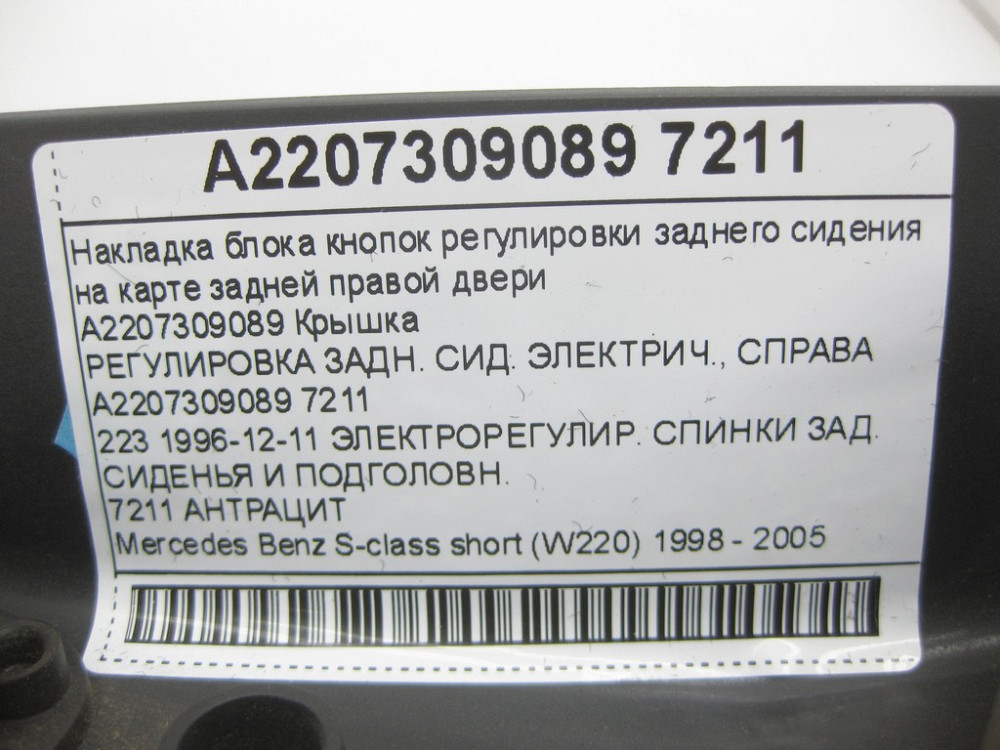 A2207309089 7211
Накладка блока кнопок регулировки заднего сидения
на карте задней правой двери
A2207309089 Крышка
РЕГУЛИРОВКА ЗАДН. СИД. ЭЛЕКТРИЧ., СПРАВА
A2207309089 7211
223 1996-12-11 ЭЛЕКТРОРЕГУЛИР. СПИНКИ ЗАД.
СИДЕНЬЯ И ПОДГОЛОВН.
7211 АНТРАЦИТ
Mercedes Benz S-class short (W220) 1998 - 2005